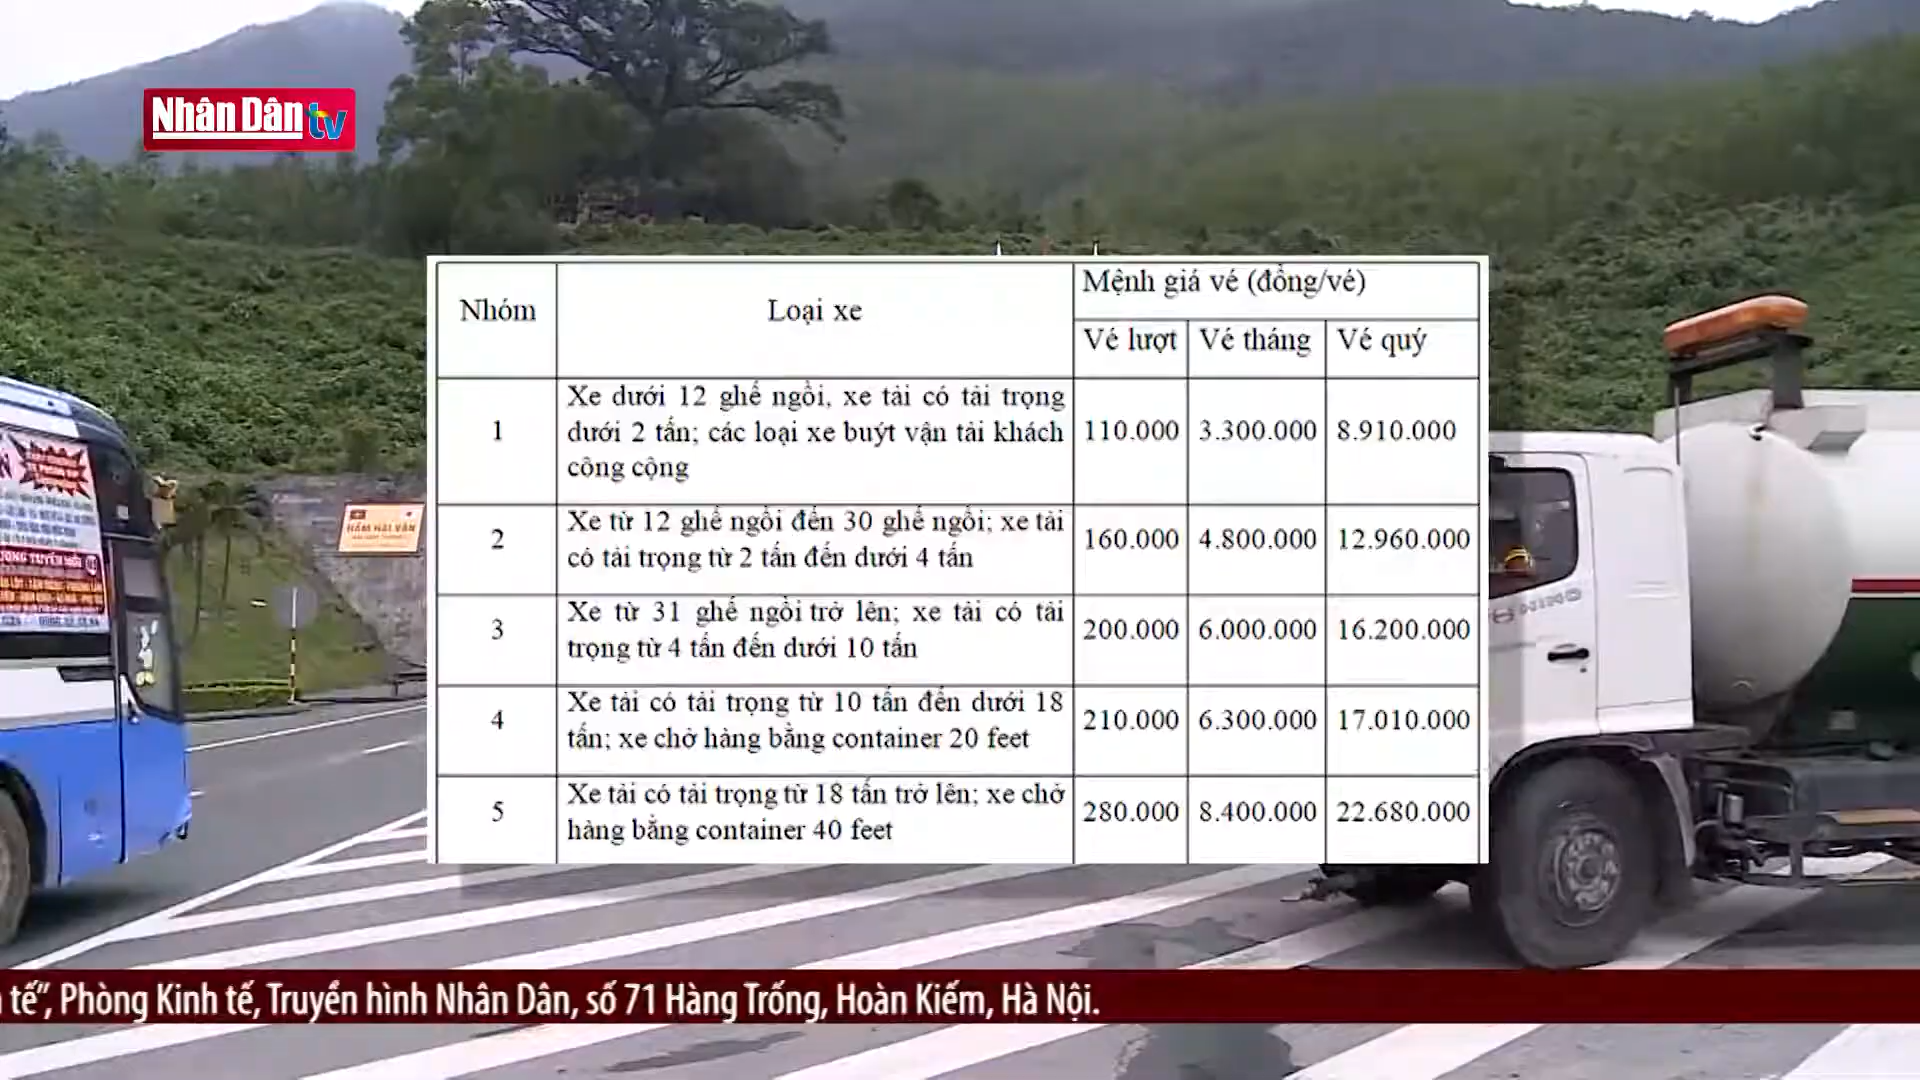 Nhân Dân tv
Nhóm
Loại xe
Mệnh giá vé (đồng/vé)
Vé lượt
Vé tháng
Vé quý
1
Xe dưới 12 ghế ngồi, xe tải có tải trọng
dưới 2 tấn; các loại xe buýt vận tải khách
công cộng
110.000
3.300.000
8.910.000
2
Xe từ 12 ghế ngồi đến 30 ghế ngồi; xe tải
có tải trọng từ 2 tấn đến dưới 4 tấn
160.000
4.800.000
12.960.000
3
Xe từ 31 ghế ngồi trở lên; xe tải có tải
trọng từ 4 tấn đến dưới 10 tấn
200.000
6.000.000
16.200.000
4
Xe tải có tải trọng từ 10 tấn đến dưới 18
tấn; xe chở hàng bằng container 20 feet
210.000
6.300.000
17.010.000
5
Xe tải có tải trọng từ 18 tấn trở lên; xe chở
hàng bằng container 40 feet
280.000
8.400.000
22.680.000
HẦM HẢI VÂN
HINO
tế”, Phòng Kinh tế, Truyền hình Nhân Dân, số 71 Hàng Trống, Hoàn Kiếm, Hà Nội.